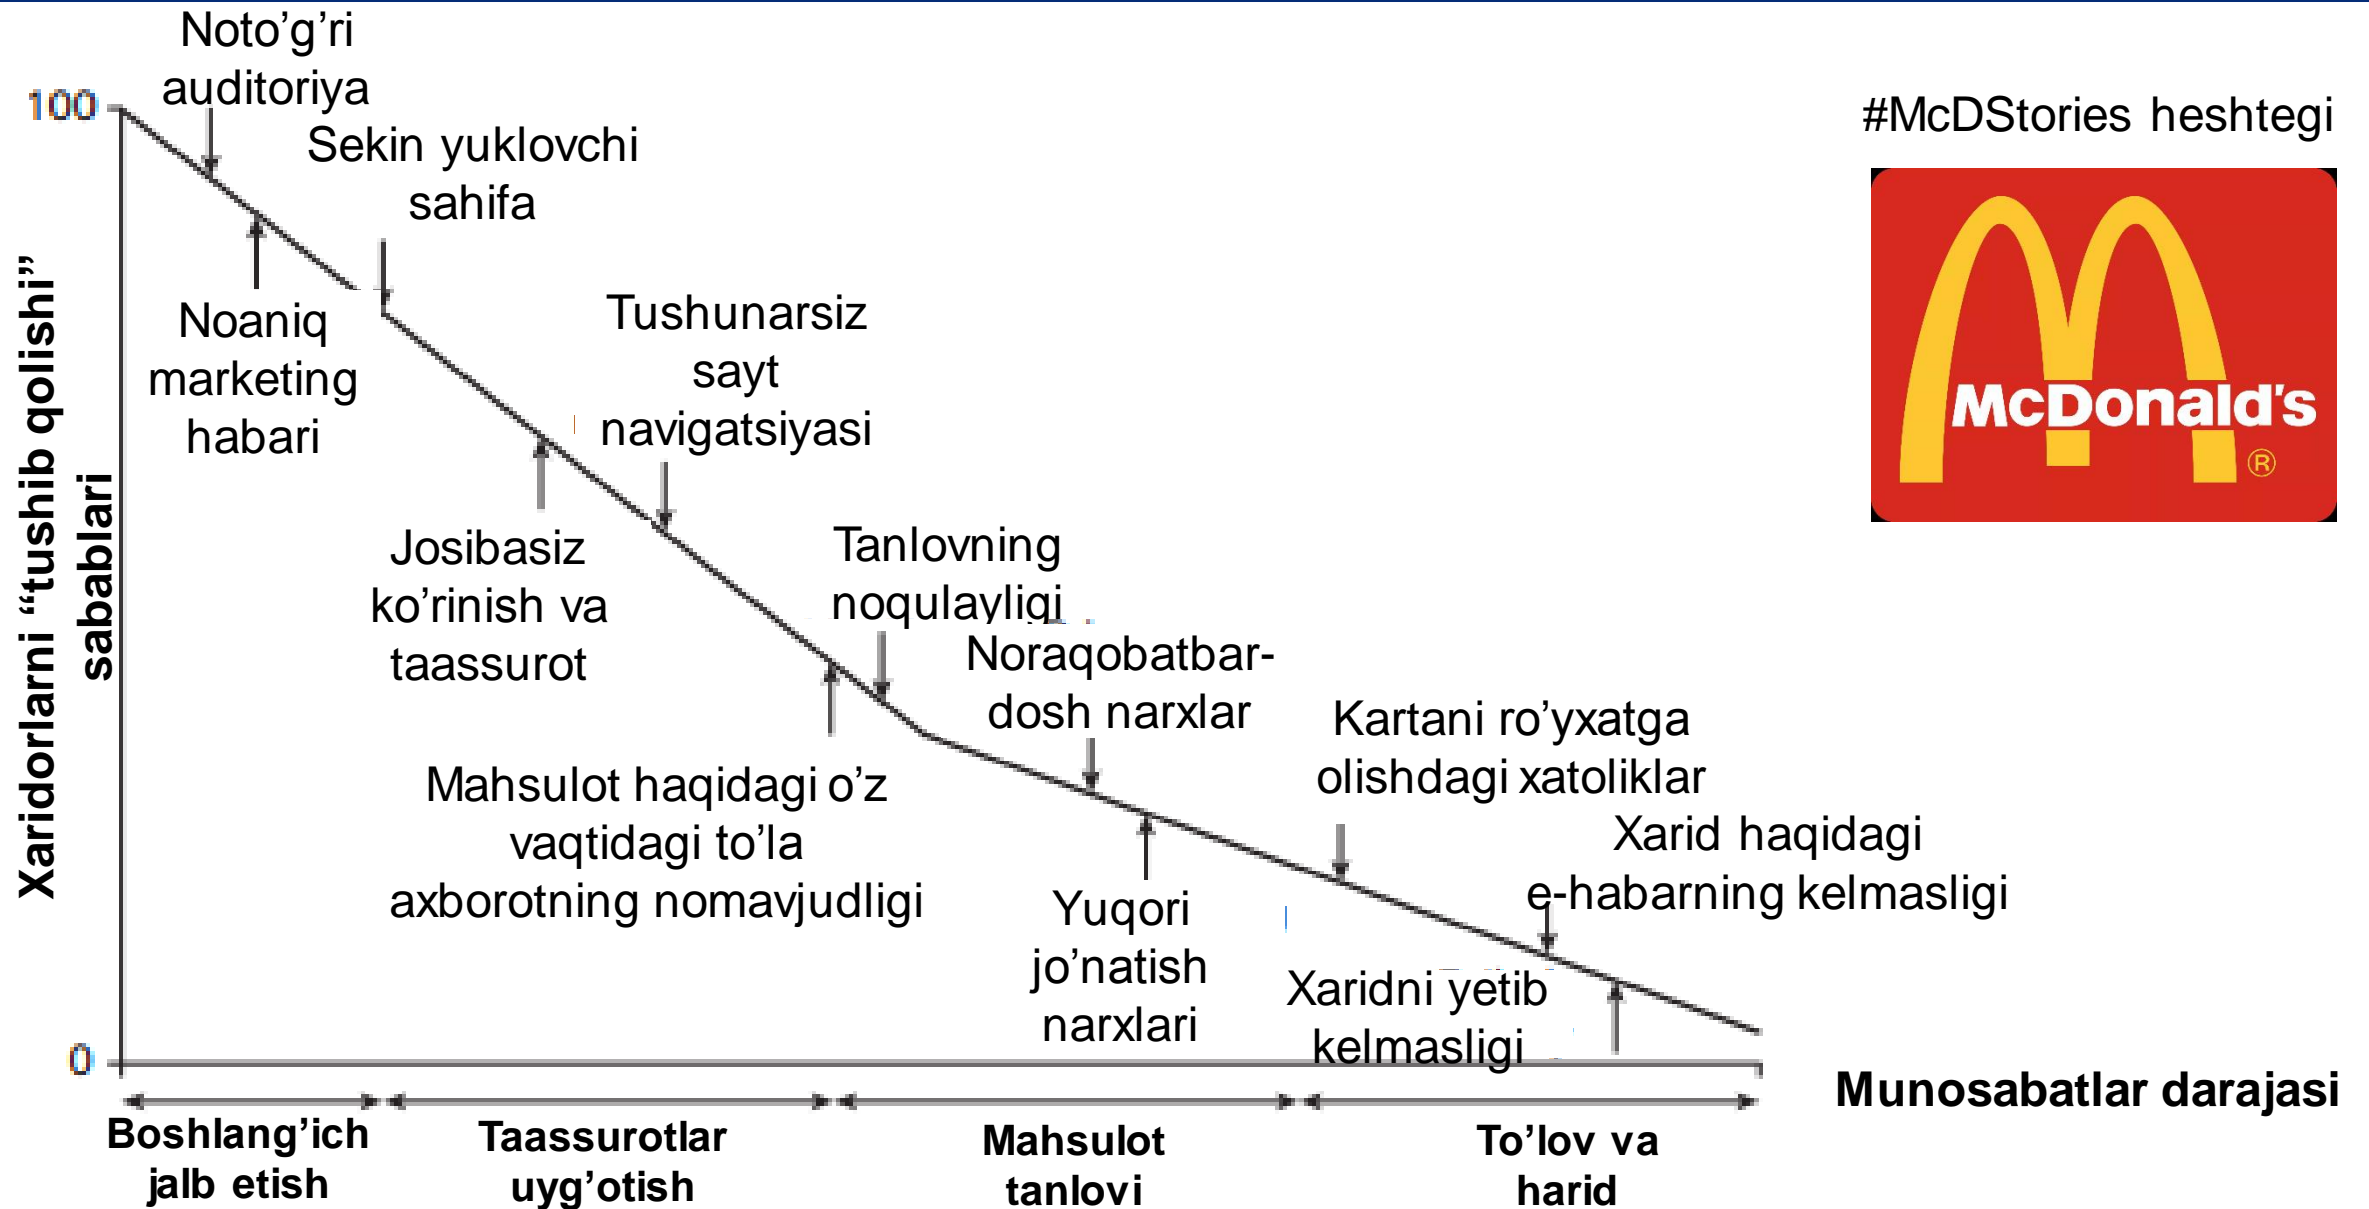 Noto’g’ri
auditoriya
100
Sekin yuklovchi
sahifa
#McDStories heshtegi
McDonald's
®
Xaridorlarni “tushib qolishi”
sabablari
Noaniq
marketing
habari
Tushunarsiz
sayt
navigatsiyasi
Josibasiz
ko’rinish va
taassurot
Tanlovning
noqulayligi
Noraqobatbar-
dosh narxlar
Mahsulot haqidagi o’z
vaqtidagi to’la
axborotning nomavjudligi
Kartani ro’yxatga
olishdagi xatoliklar
Xarid haqidagi
e-habarning kelmasligi
Yuqori
jo’natish
narxlari
Xaridni yetib
kelmasligi
0
Munosabatlar darajasi
Boshlang’ich
jalb etish
Taassurotlar
uyg’otish
Mahsulot
tanlovi
To’lov va
harid